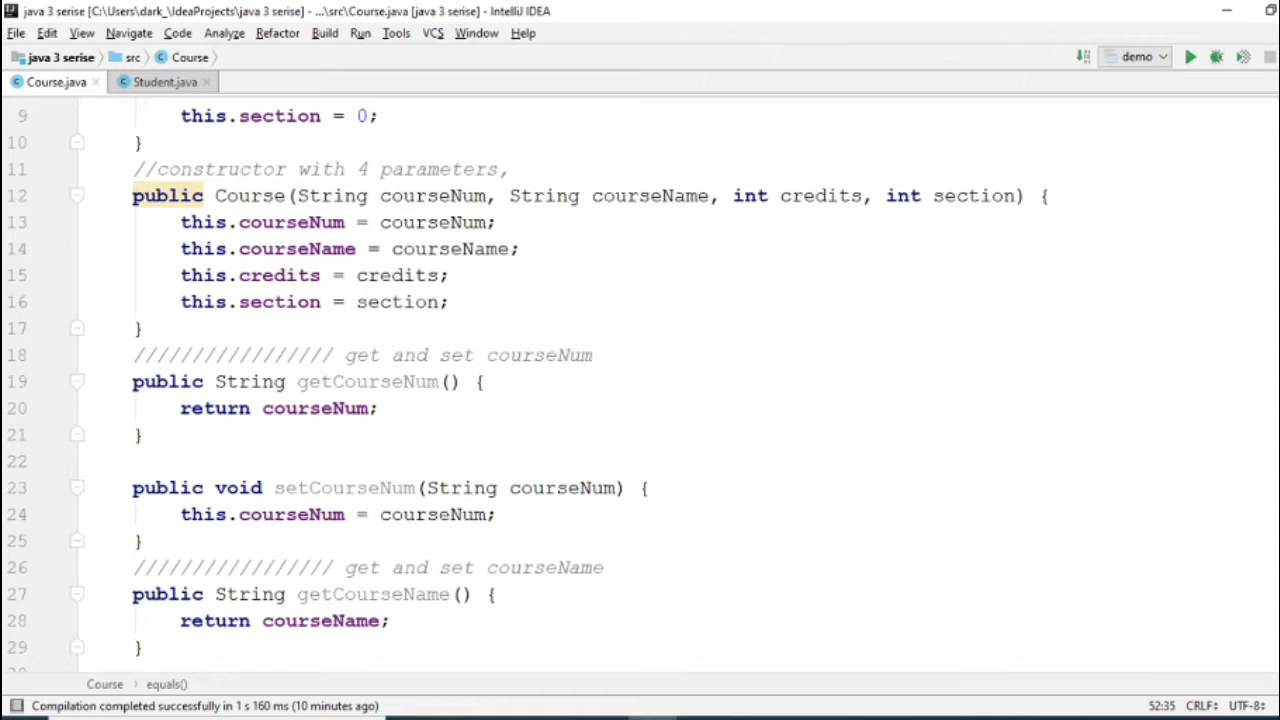 java 3 serise [C:\Users\dark_\IdeaProjects\java 3 serise] - ...\src\Course.java [java 3 serise] - IntelliJ IDEA
File Edit View Navigate Code Analyze Refactor Build Run Tools VCS Window Help
java 3 serise src Course demo
Course.java Student.java
9 this.section = 0;
10 }
11 //constructor with 4 parameters,
12 public Course(String courseNum, String courseName, int credits, int section) {
13 this.courseNum = courseNum;
14 this.courseName = courseName;
15 this.credits = credits;
16 this.section = section;
17 }
18 ///////////////// get and set courseNum
19 public String getCourseNum() {
20 return courseNum;
21 }
22
23 public void setCourseNum(String courseNum) {
24 this.courseNum = courseNum;
25 }
26 ///////////////// get and set courseName
27 public String getCourseName() {
28 return courseName;
29 }
Course equals()
Compilation completed successfully in 1 s 160 ms (10 minutes ago) 52:35 CRLF UTF-8